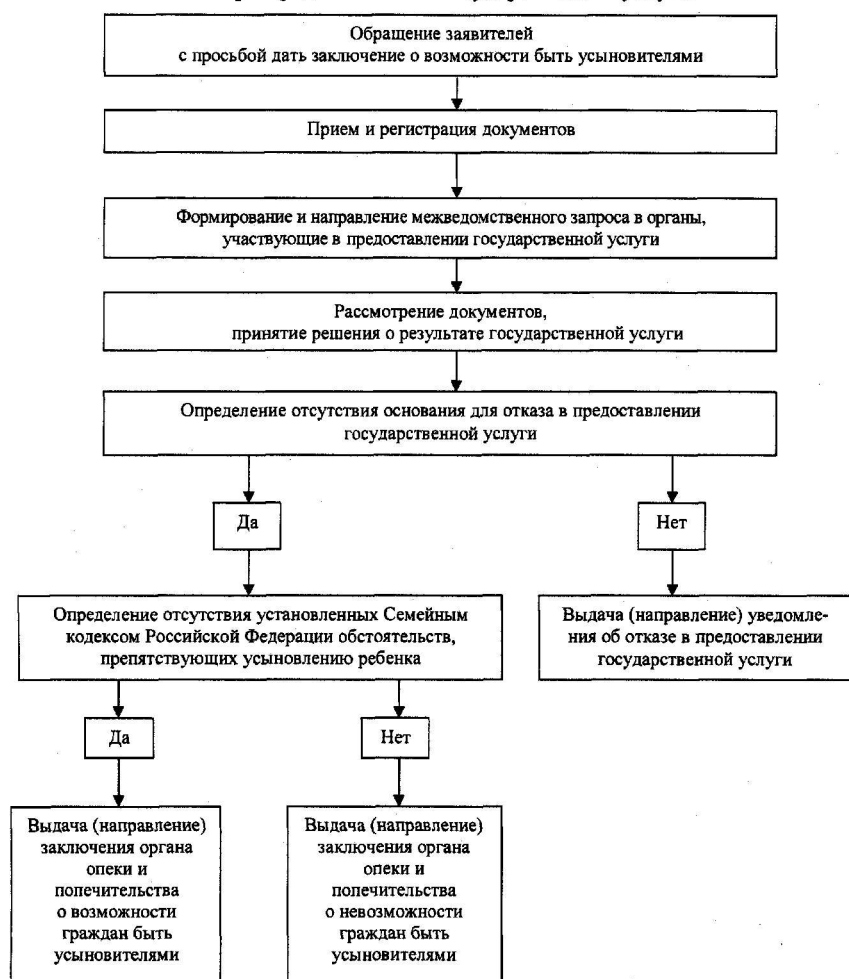 Обращение заявителей
с просьбой дать заключение о возможности быть усыновителями
Прием и регистрация документов
Формирование и направление межведомственного запроса в органы,
участвующие в предоставлении государственной услуги
Рассмотрение документов,
принятие решения о результате государственной услуги
Определение отсутствия основания для отказа в предоставлении
государственной услуги
Да
Нет
Определение отсутствия установленных Семейным
кодексом Российской Федерации обстоятельств,
препятствующих усыновлению ребенка
Выдача (направление) уведомле-
ния об отказе в предоставлении
государственной услуги
Да
Нет
Выдача (направление)
заключения органа
опеки и
попечительства
о возможности
граждан быть
усыновителями
Выдача (направление)
заключения органа
опеки и
попечительства
о невозможности
граждан быть
усыновителями